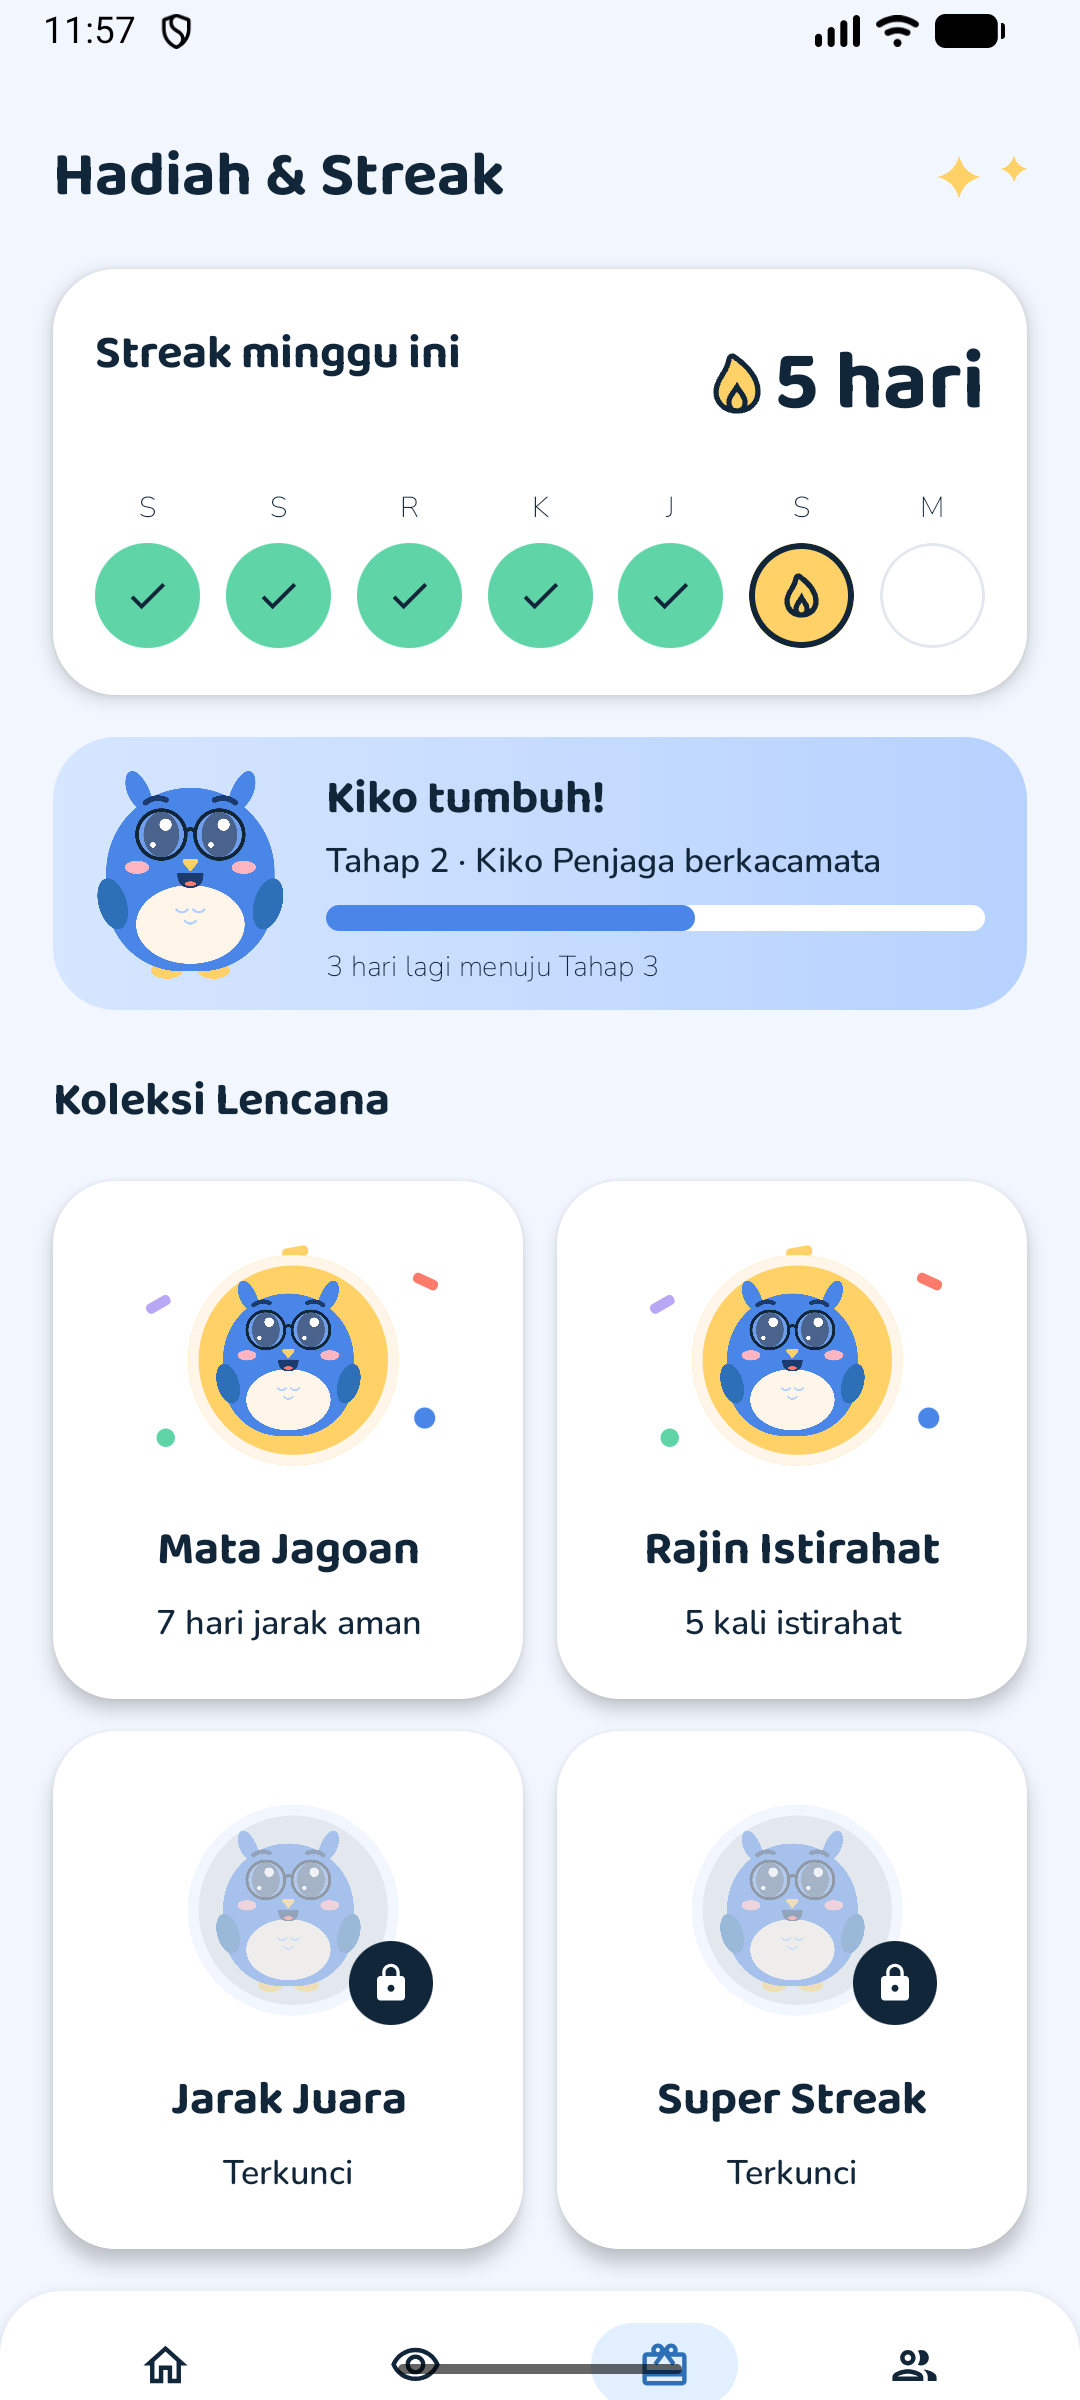 11:57
Hadiah & Streak
Streak minggu ini
5 hari
S S R K J S M
Kiko tumbuh!
Tahap 2 · Kiko Penjaga berkacamata
3 hari lagi menuju Tahap 3
Koleksi Lencana
Mata Jagoan
7 hari jarak aman
Rajin Istirahat
5 kali istirahat
Jarak Juara
Terkunci
Super Streak
Terkunci